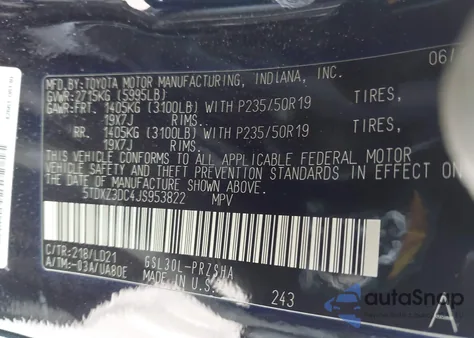 06/
MFD. BY: TOYOTA MOTOR MANUFACTURING, INDIANA, INC.
GVWR: 2715KG (5995LB)
GAWR: FRT. 1405KG (3100LB) WITH P235/50R19 TIRES,
19X7J RIMS.
RR. 1405KG (3100LB) WITH P235/50R19 TIRES,
19X7J RIMS.
THIS VEHICLE CONFORMS TO ALL APPLICABLE FEDERAL MOTOR
VEHICLE SAFETY AND THEFT PREVENTION STANDARDS IN EFFECT
ON THE DATE OF MANUFACTURE SHOWN ABOVE.
5TDXZ3DC4JS953822 MPV
C/TR: 218/LD21 GSL30L-PRZSHA
A/TM:-03A/UA80E MADE IN U.S.A.
243
A
autoSnap